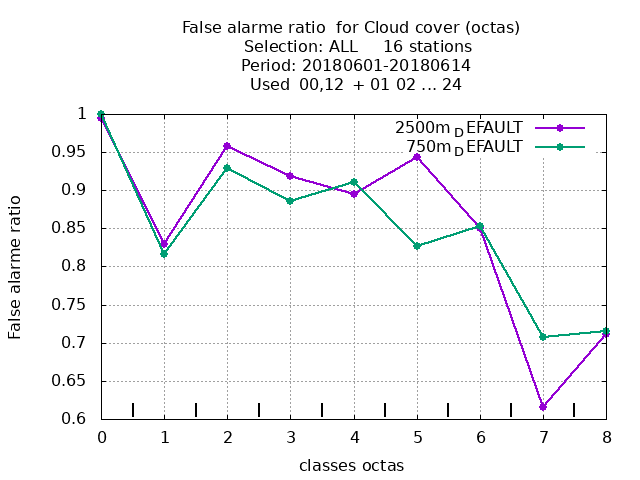 False alarme ratio for Cloud cover (octas)
Selection: ALL 16 stations
Period: 20180601-20180614
Used 00,12 + 01 02 ... 24
1
0.95
0.9
0.85
0.8
0.75
0.7
0.65
0.6
False alarme ratio
2500m DEFAULT
750m DEFAULT
0 1 2 3 4 5 6 7 8
classes octas